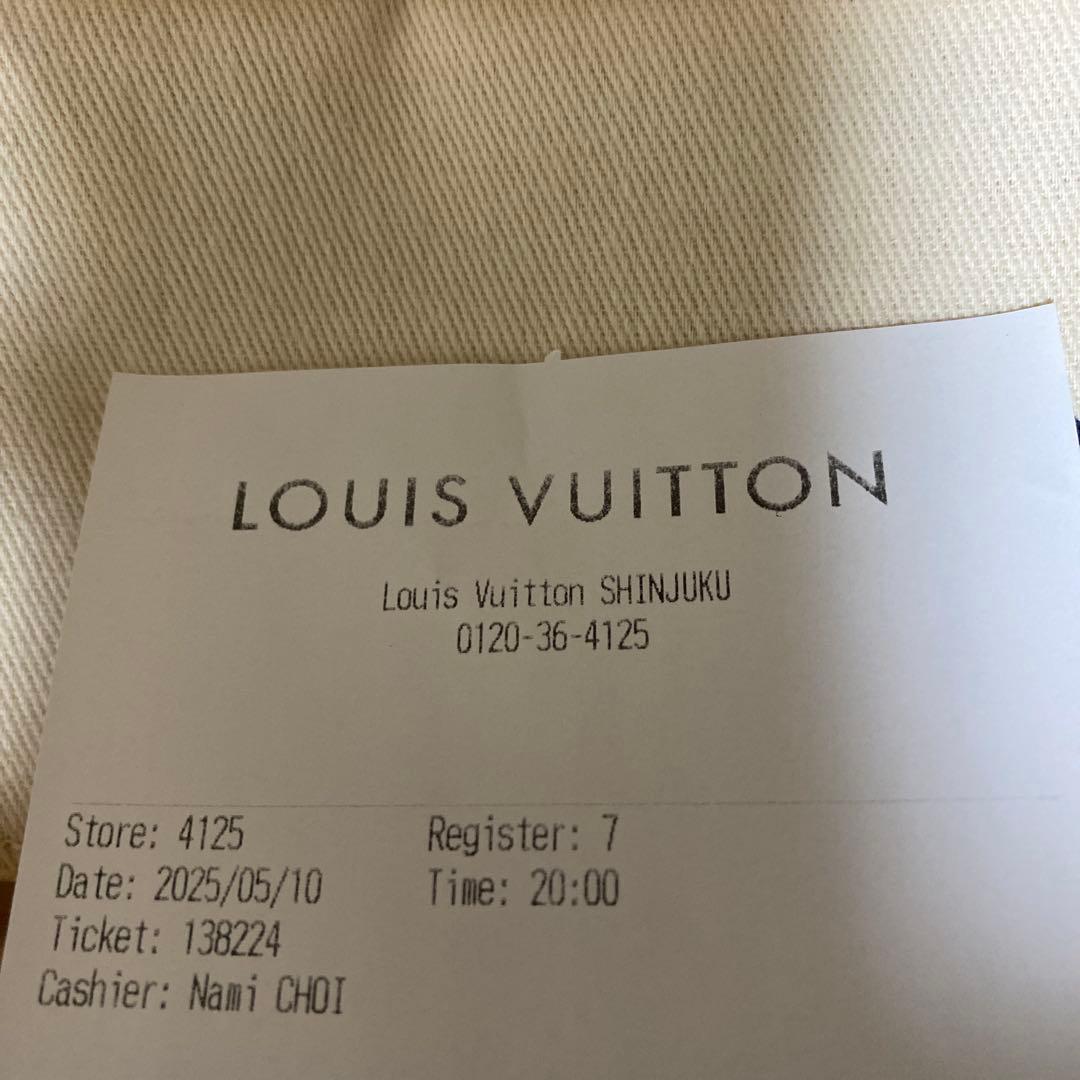 LOUIS VUITTON
Louis Vuitton SHINJUKU
0120-36-4125
Store: 4125 Register: 7
Date: 2025/05/10 Time: 20:00
Ticket: 138224
Cashier: Nami CHOI